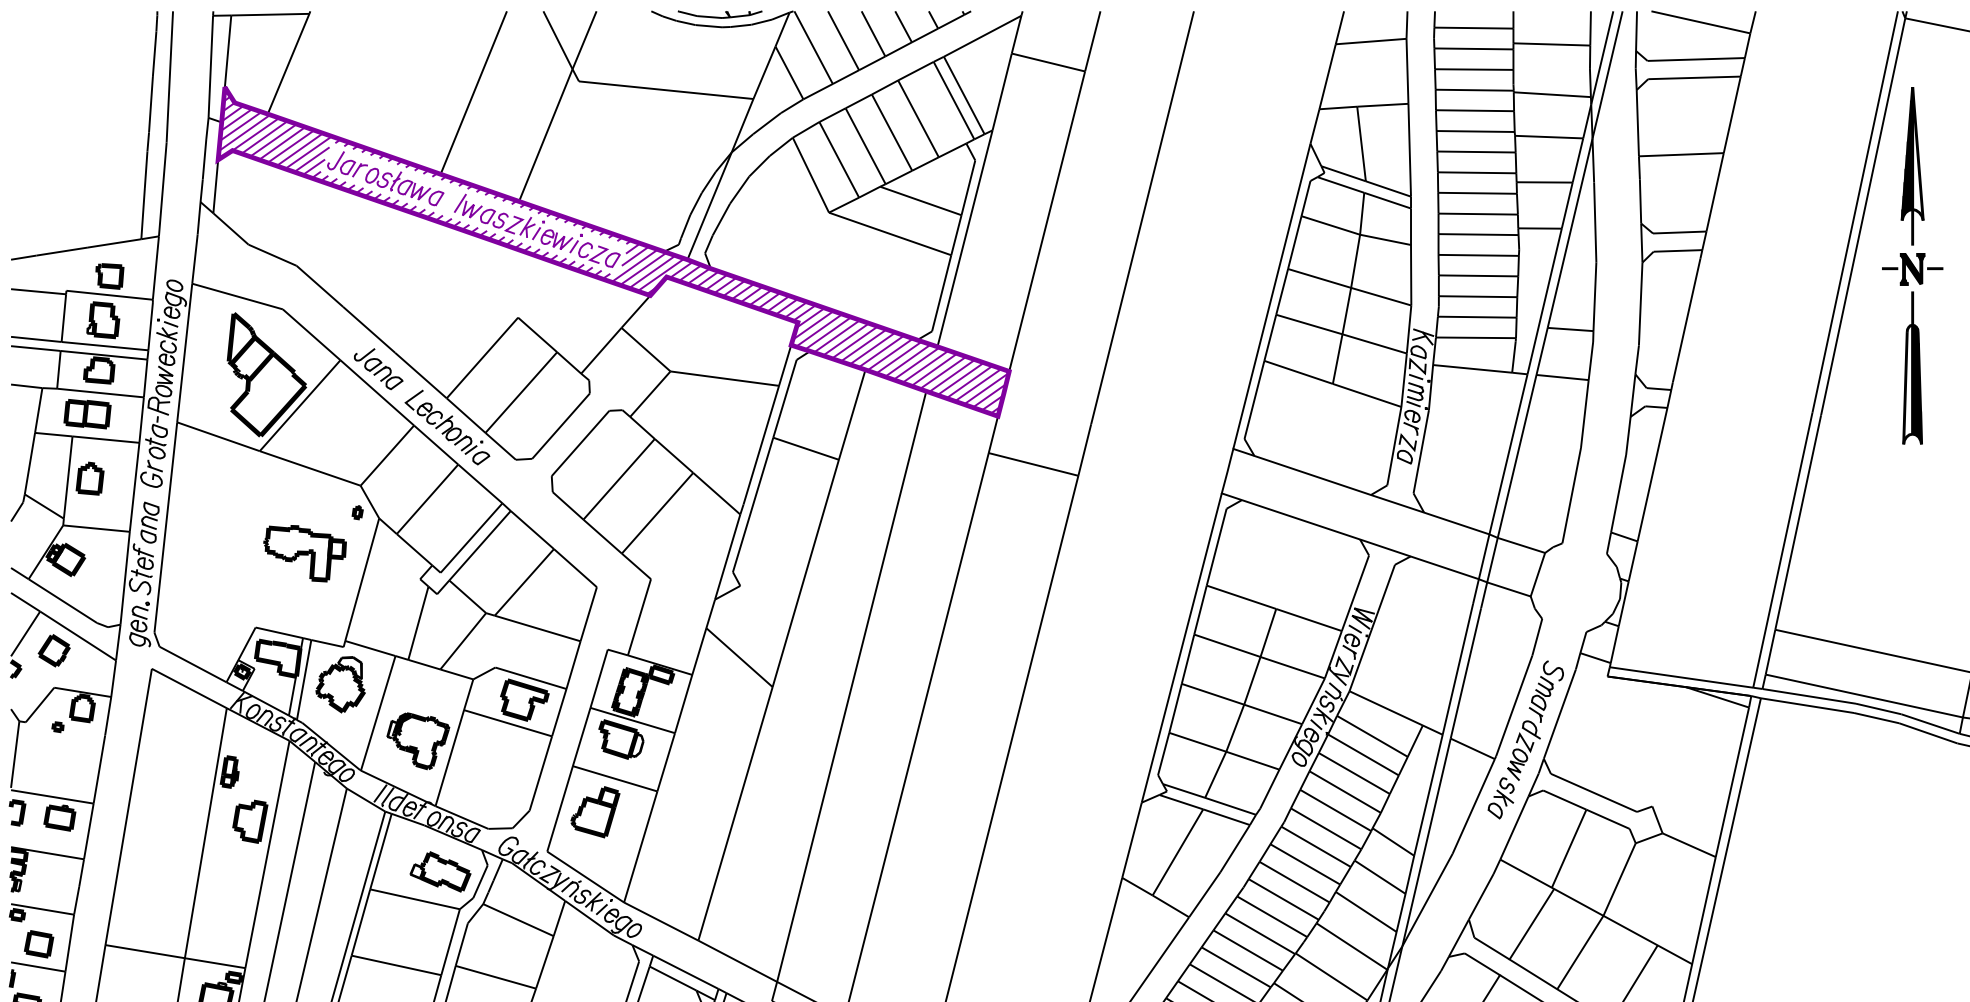 Jarosława Iwaszkiewicza
gen. Stefana Grota-Roweckiego
Jana Lechonia
Konstantego Ildefonsa Gałczyńskiego
Kazimierza Wierzyńskiego
Smardzowska
N